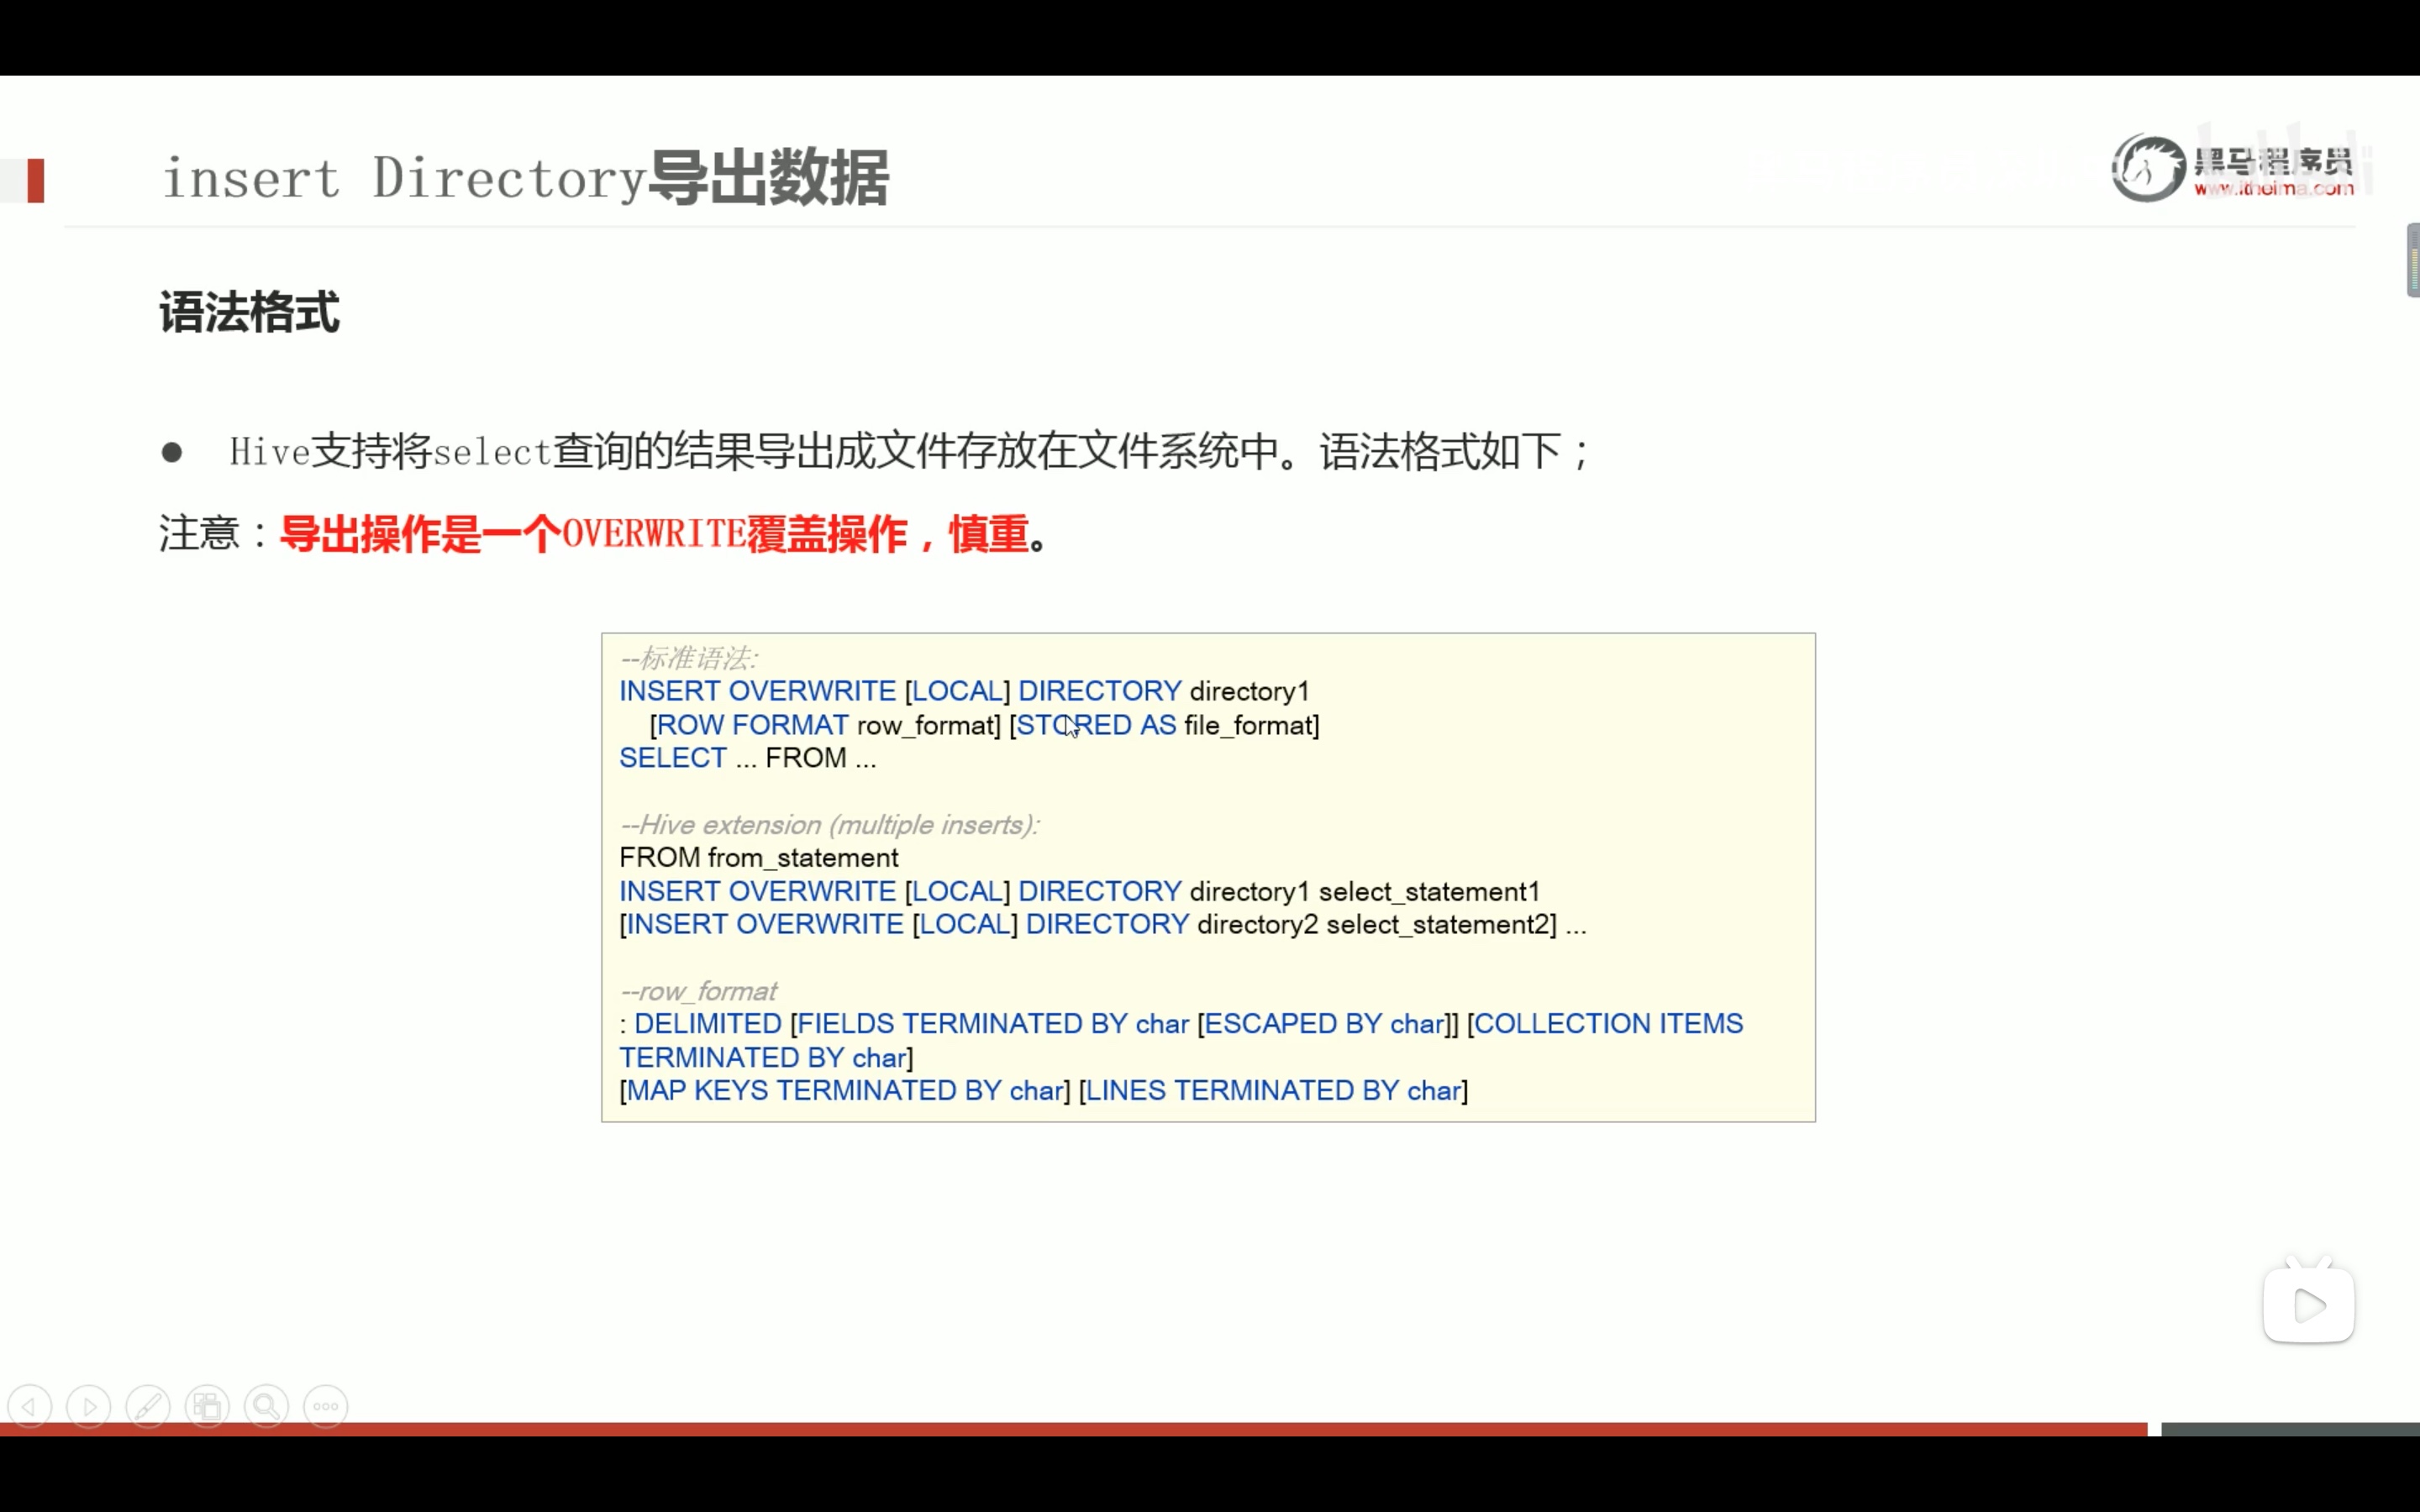 insert Directory导出数据
黑马程序员
www.itheima.com
语法格式
● Hive支持将select查询的结果导出成文件存放在文件系统中。语法格式如下；
注意：导出操作是一个OVERWRITE覆盖操作，慎重。
--标准语法:
INSERT OVERWRITE [LOCAL] DIRECTORY directory1
[ROW FORMAT row_format] [STORED AS file_format]
SELECT ... FROM ...
--Hive extension (multiple inserts):
FROM from_statement
INSERT OVERWRITE [LOCAL] DIRECTORY directory1 select_statement1
[INSERT OVERWRITE [LOCAL] DIRECTORY directory2 select_statement2] ...
--row_format
: DELIMITED [FIELDS TERMINATED BY char [ESCAPED BY char]] [COLLECTION ITEMS
TERMINATED BY char]
[MAP KEYS TERMINATED BY char] [LINES TERMINATED BY char]